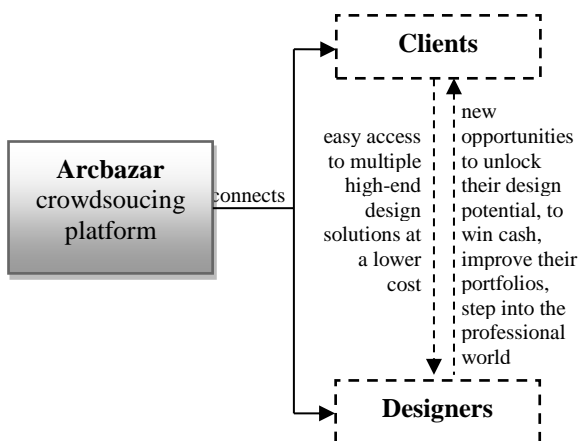 Clients
Arcbazar
crowdsoucing
platform
connects
easy access
to multiple
high-end
design
solutions at
a lower
cost
new
opportunities
to unlock
their design
potential, to
win cash,
improve their
portfolios,
step into the
professional
world
Designers